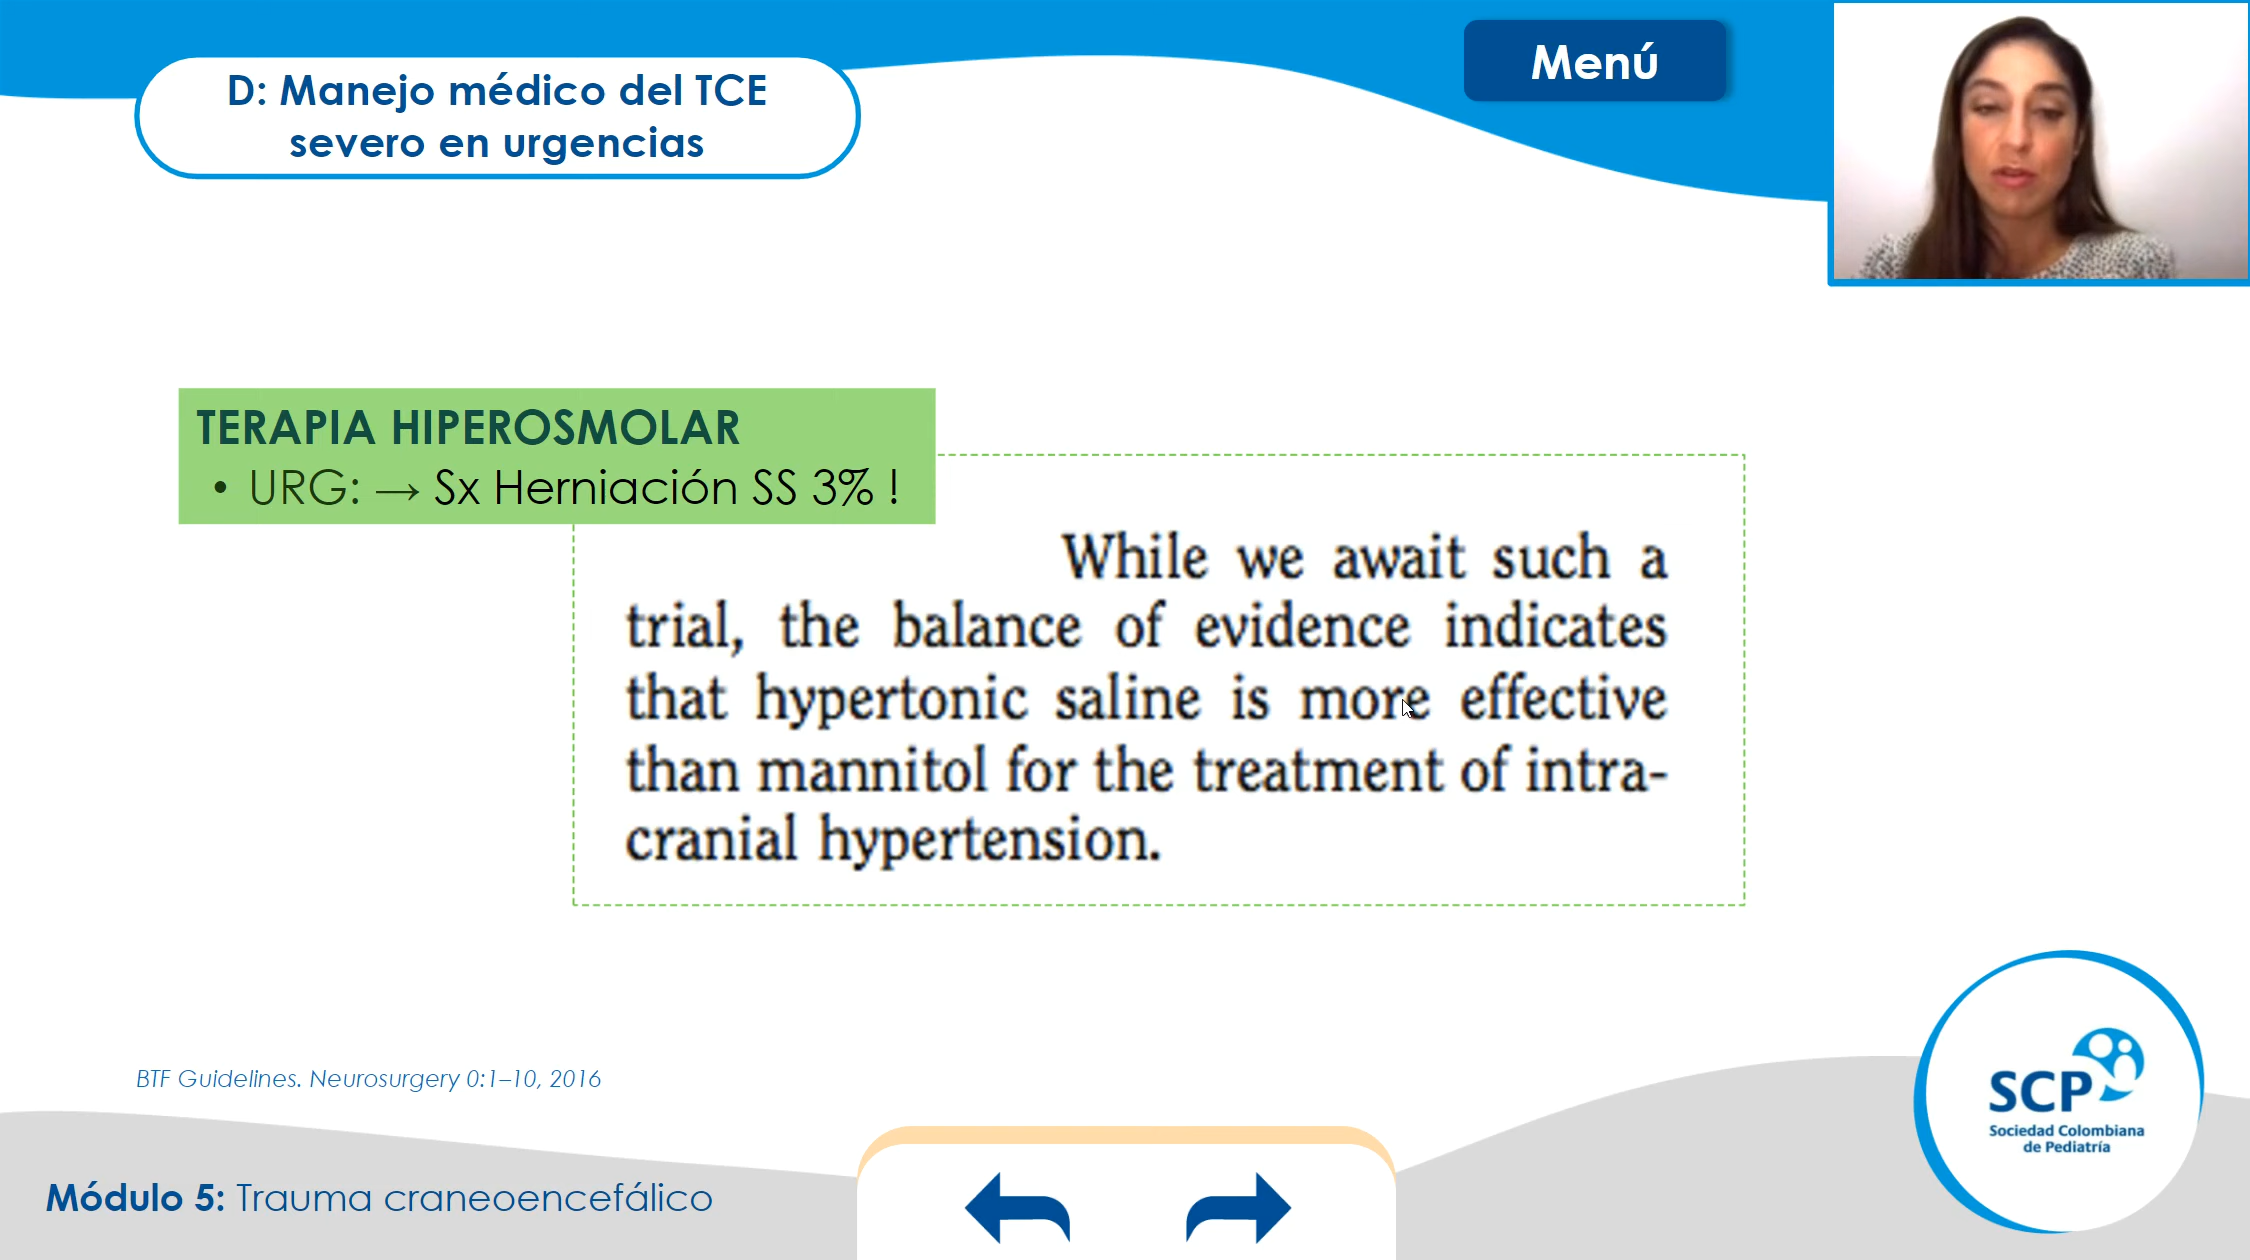 D: Manejo médico del TCE
severo en urgencias
Menú
TERAPIA HIPEROSMOLAR
• URG: → Sx Herniación SS 3% !
While we await such a
trial, the balance of evidence indicates
that hypertonic saline is more effective
than mannitol for the treatment of intra-
cranial hypertension.
BTF Guidelines. Neurosurgery 0:1–10, 2016
SCP
Sociedad Colombiana
de Pediatría
Módulo 5: Trauma craneoencefálico